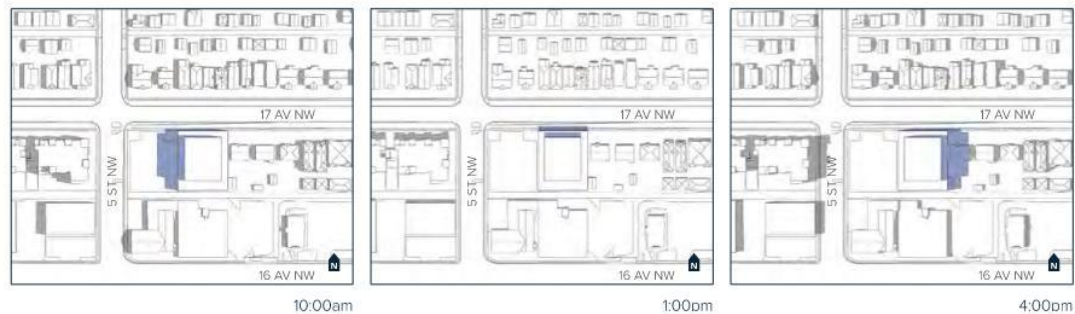 17 AV NW
5 ST NW
16 AV NW
N
10:00am
17 AV NW
5 ST NW
16 AV NW
N
1:00pm
17 AV NW
5 ST NW
16 AV NW
N
4:00pm